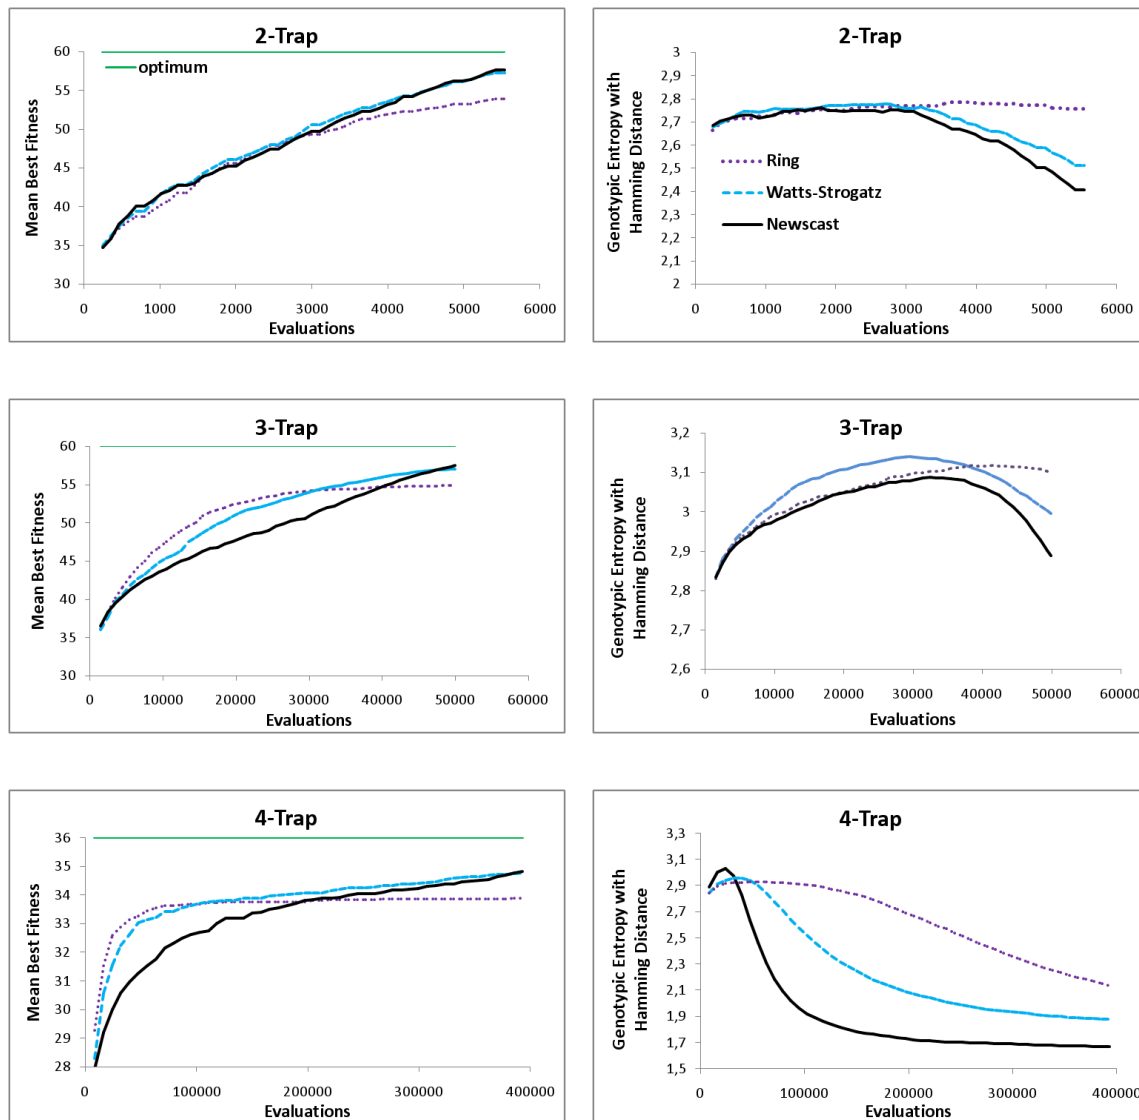 2-Trap
60
55
50
45
40
35
30
Mean Best Fitness
optimum
0 1000 2000 3000 4000 5000 6000
Evaluations
2-Trap
3
2,9
2,8
2,7
2,6
2,5
2,4
2,3
2,2
2,1
2
Genotypic Entropy with
Hamming Distance
Ring
Watts-Strogatz
Newscast
0 1000 2000 3000 4000 5000 6000
Evaluations
3-Trap
60
55
50
45
40
35
30
Mean Best Fitness
0 10000 20000 30000 40000 50000 60000
Evaluations
3-Trap
3,2
3,1
3
2,9
2,8
2,7
2,6
Genotypic Entropy with
Hamming Distance
0 10000 20000 30000 40000 50000 60000
Evaluations
4-Trap
36
35
34
33
32
31
30
29
28
Mean Best Fitness
0 100000 200000 300000 400000
Evaluations
4-Trap
3,3
3,1
2,9
2,7
2,5
2,3
2,1
1,9
1,7
1,5
Genotypic Entropy with
Hamming Distance
0 100000 200000 300000 400000
Evaluations